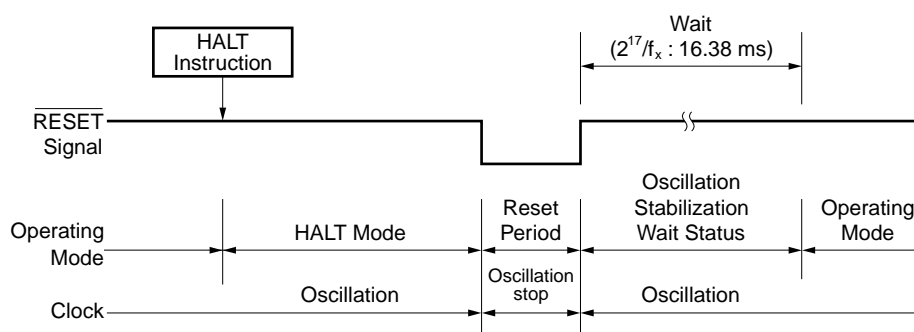 HALT
Instruction
Wait
(2^17/fx : 16.38 ms)
RESET
Signal
Operating
Mode
HALT Mode
Reset
Period
Oscillation
Stabilization
Wait Status
Operating
Mode
Clock
Oscillation
Oscillation
stop
Oscillation